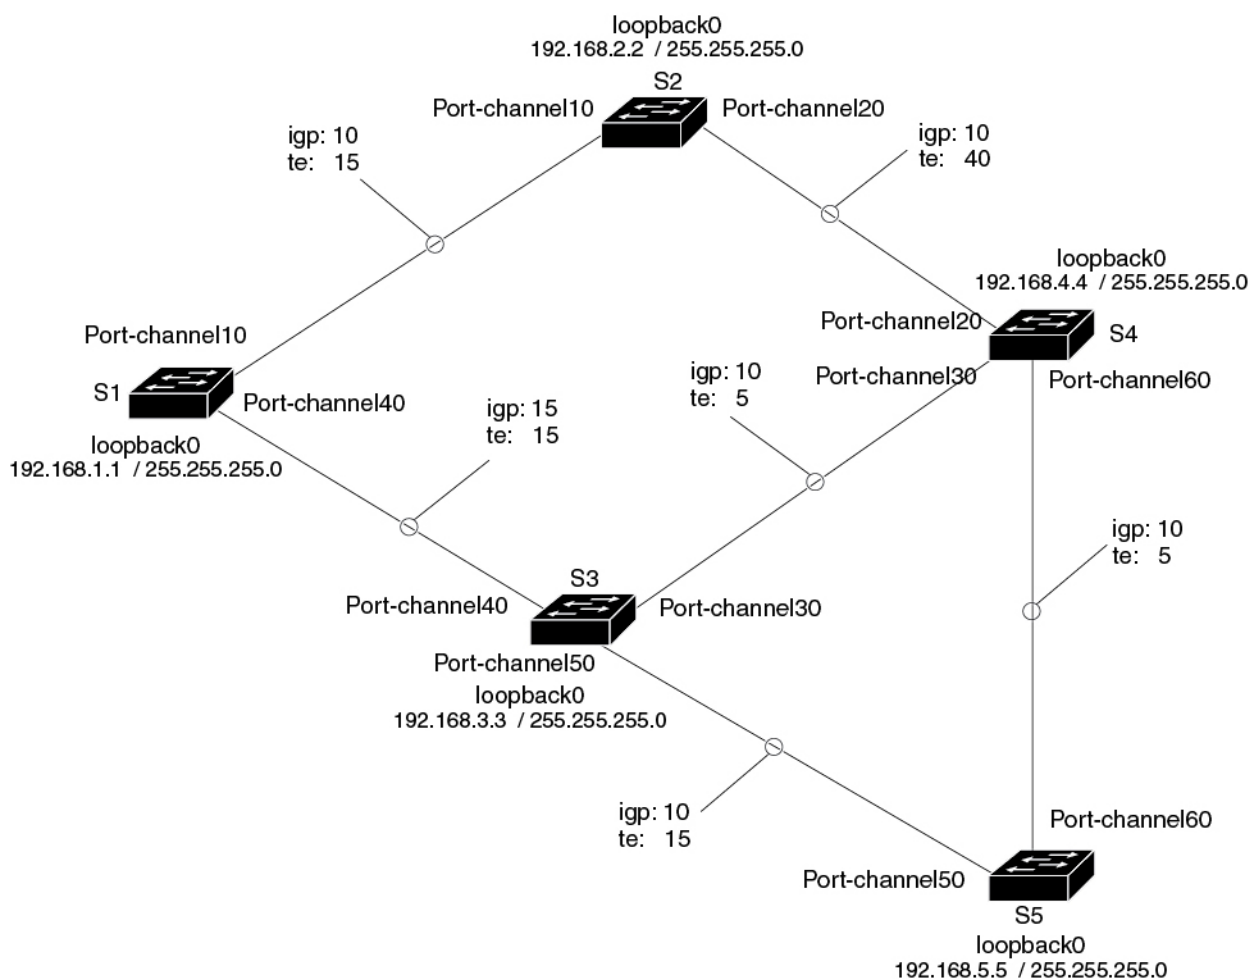 loopback0
192.168.2.2 / 255.255.255.0
S2
Port-channel10
Port-channel20
igp: 10
te: 15
igp: 10
te: 40
loopback0
192.168.4.4 / 255.255.255.0
Port-channel20
S4
Port-channel10
Port-channel30
Port-channel60
S1
Port-channel40
igp: 10
te: 5
igp: 15
te: 15
loopback0
192.168.1.1 / 255.255.255.0
igp: 10
te: 5
S3
Port-channel40
Port-channel30
Port-channel50
loopback0
192.168.3.3 / 255.255.255.0
igp: 10
te: 15
Port-channel60
Port-channel50
S5
loopback0
192.168.5.5 / 255.255.255.0